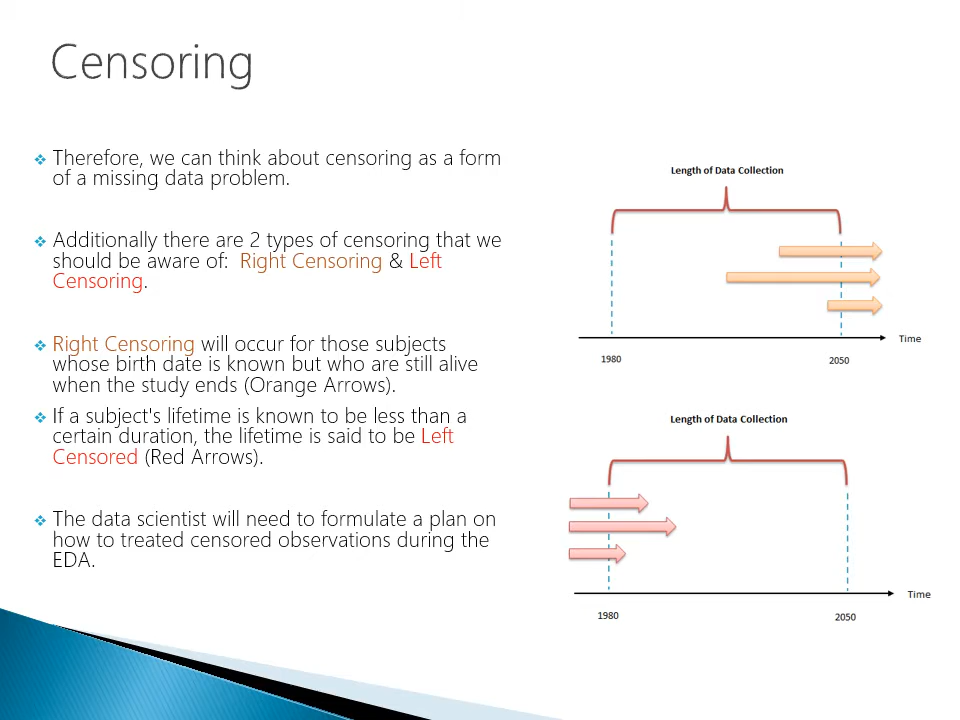 Censoring
Therefore, we can think about censoring as a form
of a missing data problem.
Additionally there are 2 types of censoring that we
should be aware of:  Right Censoring & Left
Censoring.
Right Censoring will occur for those subjects
whose birth date is known but who are still alive
when the study ends (Orange Arrows).
If a subject's lifetime is known to be less than a
certain duration, the lifetime is said to be Left
Censored (Red Arrows).
The data scientist will need to formulate a plan on
how to treated censored observations during the
EDA.
Length of Data Collection
Time
1980
2050
Length of Data Collection
Time
1980
2050